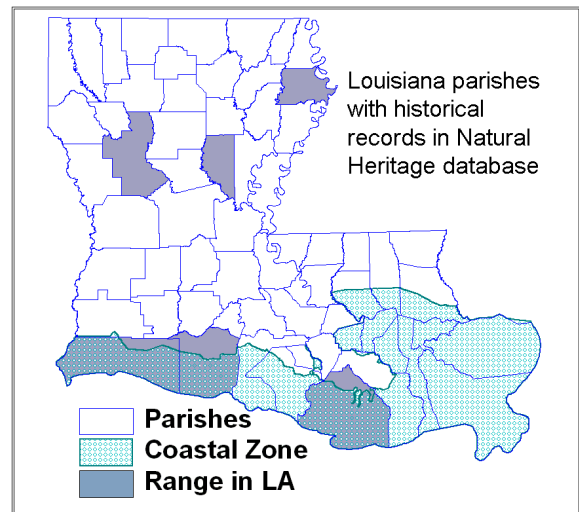 Louisiana parishes
with historical
records in Natural
Heritage database
Parishes
Coastal Zone
Range in LA